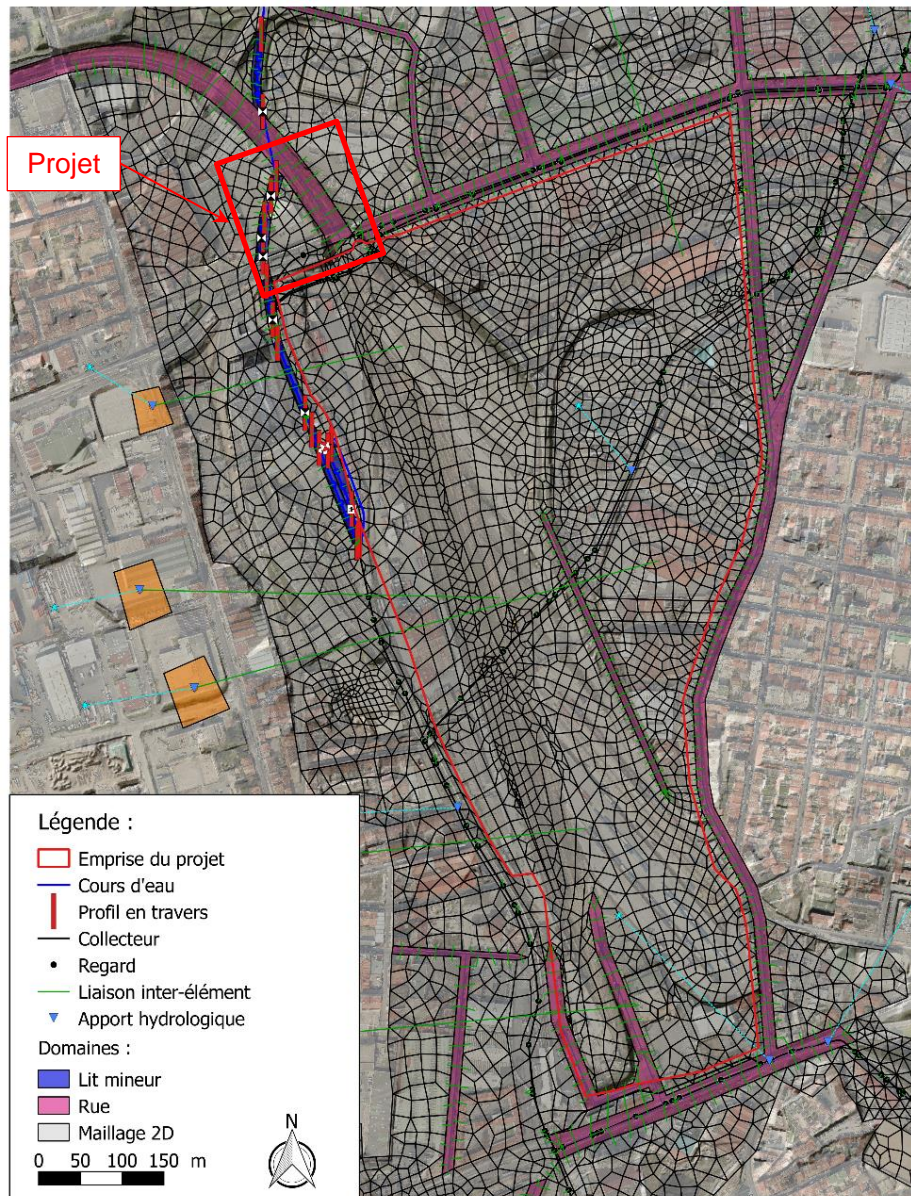 Projet
Légende :
Emprise du projet
Cours d'eau
Profil en travers
Collecteur
Regard
Liaison inter-élément
Apport hydrologique
Domaines :
Lit mineur
Rue
Maillage 2D
0 50 100 150 m
N